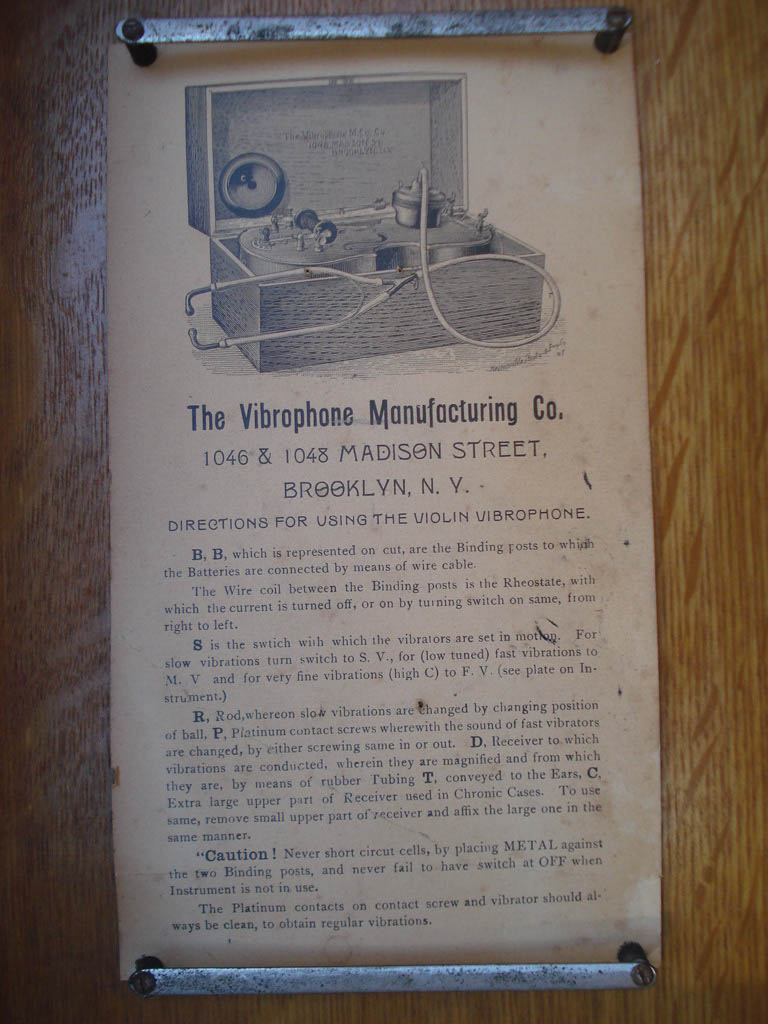 The Vibrophone M.f.g. Co.
1048 MADISON ST.
BROOKLYN, N.Y.
The Vibrophone Manufacturing Co.
1046 & 1048 MADISON STREET,
BROOKLYN, N. Y.
DIRECTIONS FOR USING THE VIOLIN VIBROPHONE.
B, B, which is represented on cut, are the Binding posts to which
the Batteries are connected by means of wire cable.
The Wire coil between the Binding posts is the Rheostate, with
which the current is turned off, or on by turning switch on same, from
right to left.
S is the swtich with which the vibrators are set in motion. For
slow vibrations turn switch to S. V., for (low tuned) fast vibrations to
M. V and for very fine vibrations (high C) to F. V. (see plate on In-
strument.)
R, Rod,whereon slow vibrations are changed by changing position
of ball, P, Platinum contact screws wherewith the sound of fast vibrators
are changed, by either screwing same in or out. D, Receiver to which
vibrations are conducted, wherein they are magnified and from which
they are, by means of rubber Tubing T, conveyed to the Ears, C,
Extra large upper part of Receiver used in Chronic Cases. To use
same, remove small upper part of receiver and affix the large one in the
same manner.
"Caution! Never short circut cells, by placing METAL against
the two Binding posts, and never fail to have switch at OFF when
Instrument is not in use.
The Platinum contacts on contact screw and vibrator should al-
ways be clean, to obtain regular vibrations.